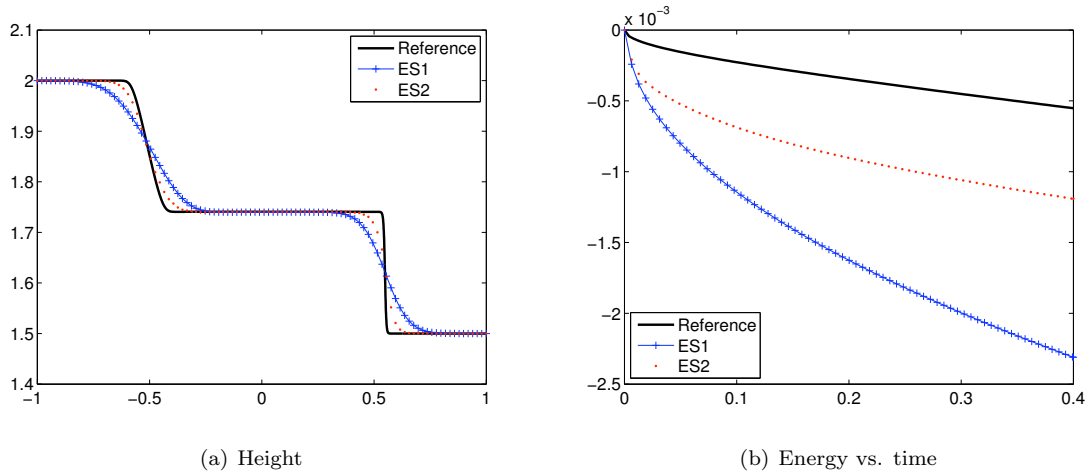 2.1
2
1.9
1.8
1.7
1.6
1.5
1.4
-1
−0.5
0
0.5
1
Reference
ES1
ES2
(a) Height
x 10⁻³
0
−0.5
−1
−1.5
−2
−2.5
0
0.1
0.2
0.3
0.4
Reference
ES1
ES2
(b) Energy vs. time